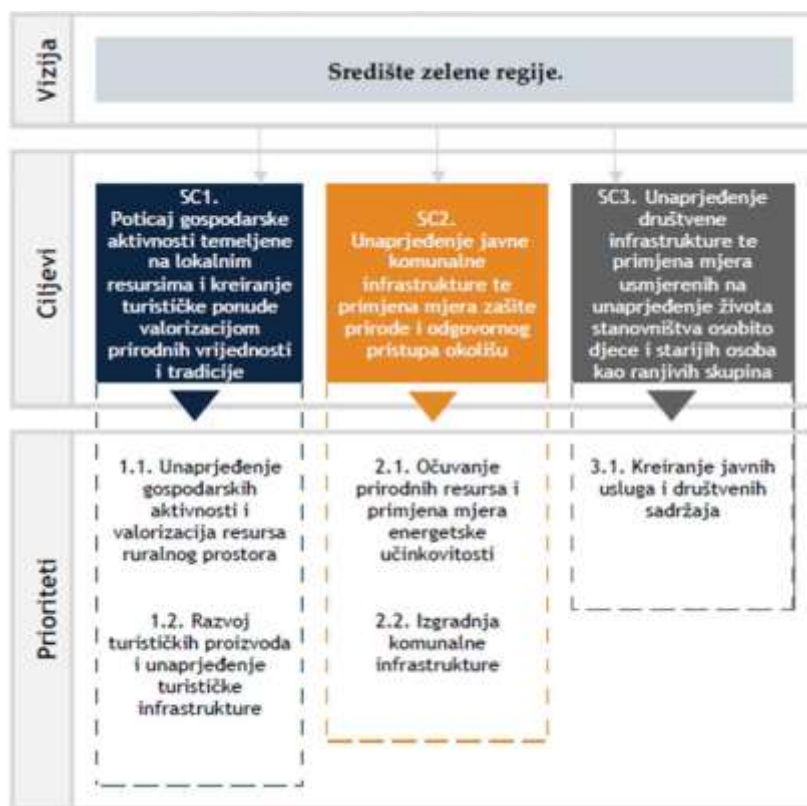 Vizija
Središte zelene regije.
Ciljevi
SC1.
Poticaj gospodarske
aktivnosti temeljene
na lokalnim
resursima i kreiranje
turističke ponude
valorizacijom
prirodnih vrijednosti
i tradicije
SC2.
Unaprjeđenje javne
komunalne
infrastrukture te
primjena mjera zašite
prirode i odgovornog
pristupa okolišu
SC3. Unaprjeđenje
društvene
infrastrukture te
primjena mjera
usmjerenih na
unaprjeđenje života
stanovništva osobito
djece i starijih osoba
kao ranjivih skupina
Prioriteti
1.1. Unaprjeđenje
gospodarskih
aktivnosti i
valorizacija resursa
ruralnog prostora
1.2. Razvoj
turističkih proizvoda
i unaprjeđenje
turističke
infrastrukture
2.1. Očuvanje
prirodnih resursa i
primjena mjera
energetske
učinkovitosti
2.2. Izgradnja
komunalne
infrastrukture
3.1. Kreiranje javnih
usluga i društvenih
sadržaja